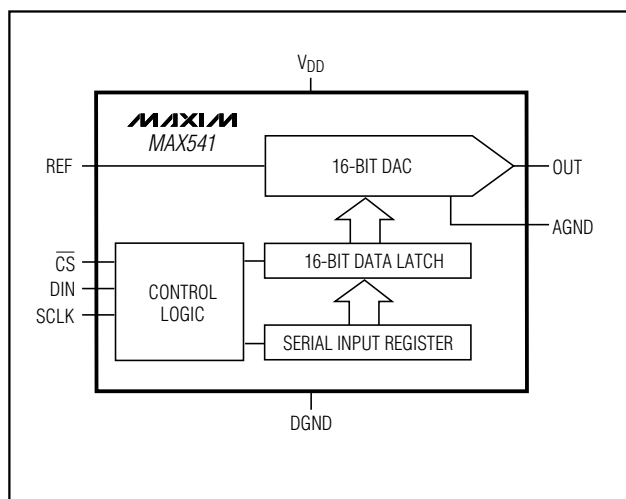 VDD
MAXIM
MAX541
REF
16-BIT DAC
OUT
AGND
CS
16-BIT DATA LATCH
DIN
CONTROL
LOGIC
SCLK
SERIAL INPUT REGISTER
DGND